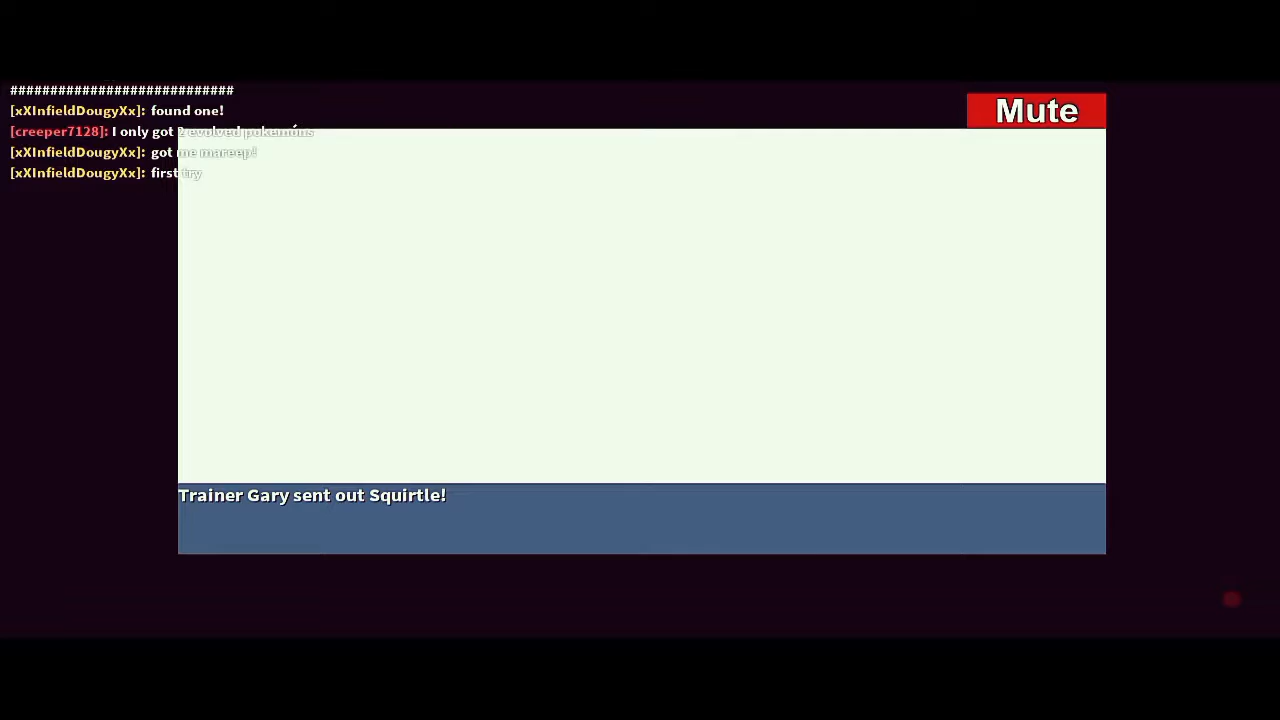 ############################
[xXInfieldDougyXx]: found one!
Mute
[creeper7128]: I only got 2 evolved pokemóns
[xXInfieldDougyXx]: got me mareep!
[xXInfieldDougyXx]: first try
Trainer Gary sent out Squirtle!